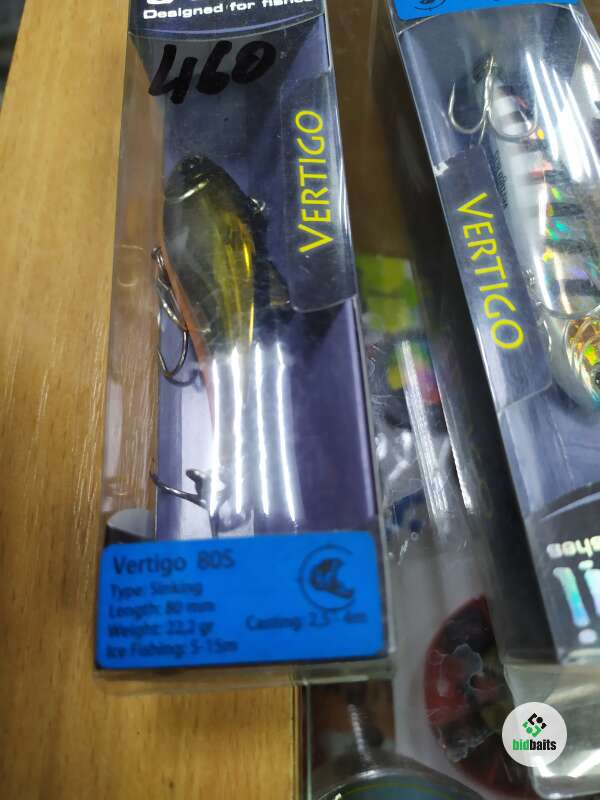 Designed for fishes
460
VERTIGO
VERTIGO
Vertigo 80S
Type: Sinking
Length: 80 mm
Weight: 22,2 gr
Casting: 2,5 - 4m
Ice Fishing: 5-15m
bidbaits